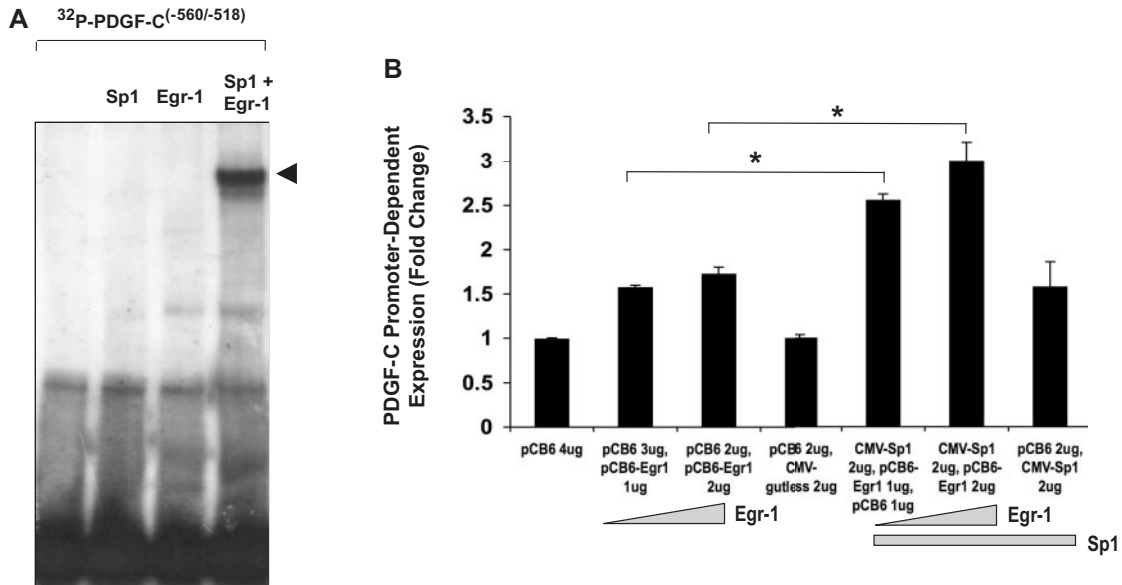 A
32P-PDGF-C(-560/-518)
Sp1
Egr-1
Sp1 +
Egr-1
B
PDGF-C Promoter-Dependent
Expression (Fold Change)
3.5
3
2.5
2
1.5
1
0.5
0
*
*
pCB6 4ug
pCB6 3ug,
pCB6-Egr1
1ug
pCB6 2ug,
pCB6-Egr1
2ug
pCB6 2ug,
CMV-
gutless 2ug
CMV-Sp1
2ug, pCB6-
Egr1 1ug,
pCB6 1ug
CMV-Sp1
2ug, pCB6-
Egr1 2ug
pCB6 2ug,
CMV-Sp1
2ug
Egr-1
Egr-1
Sp1